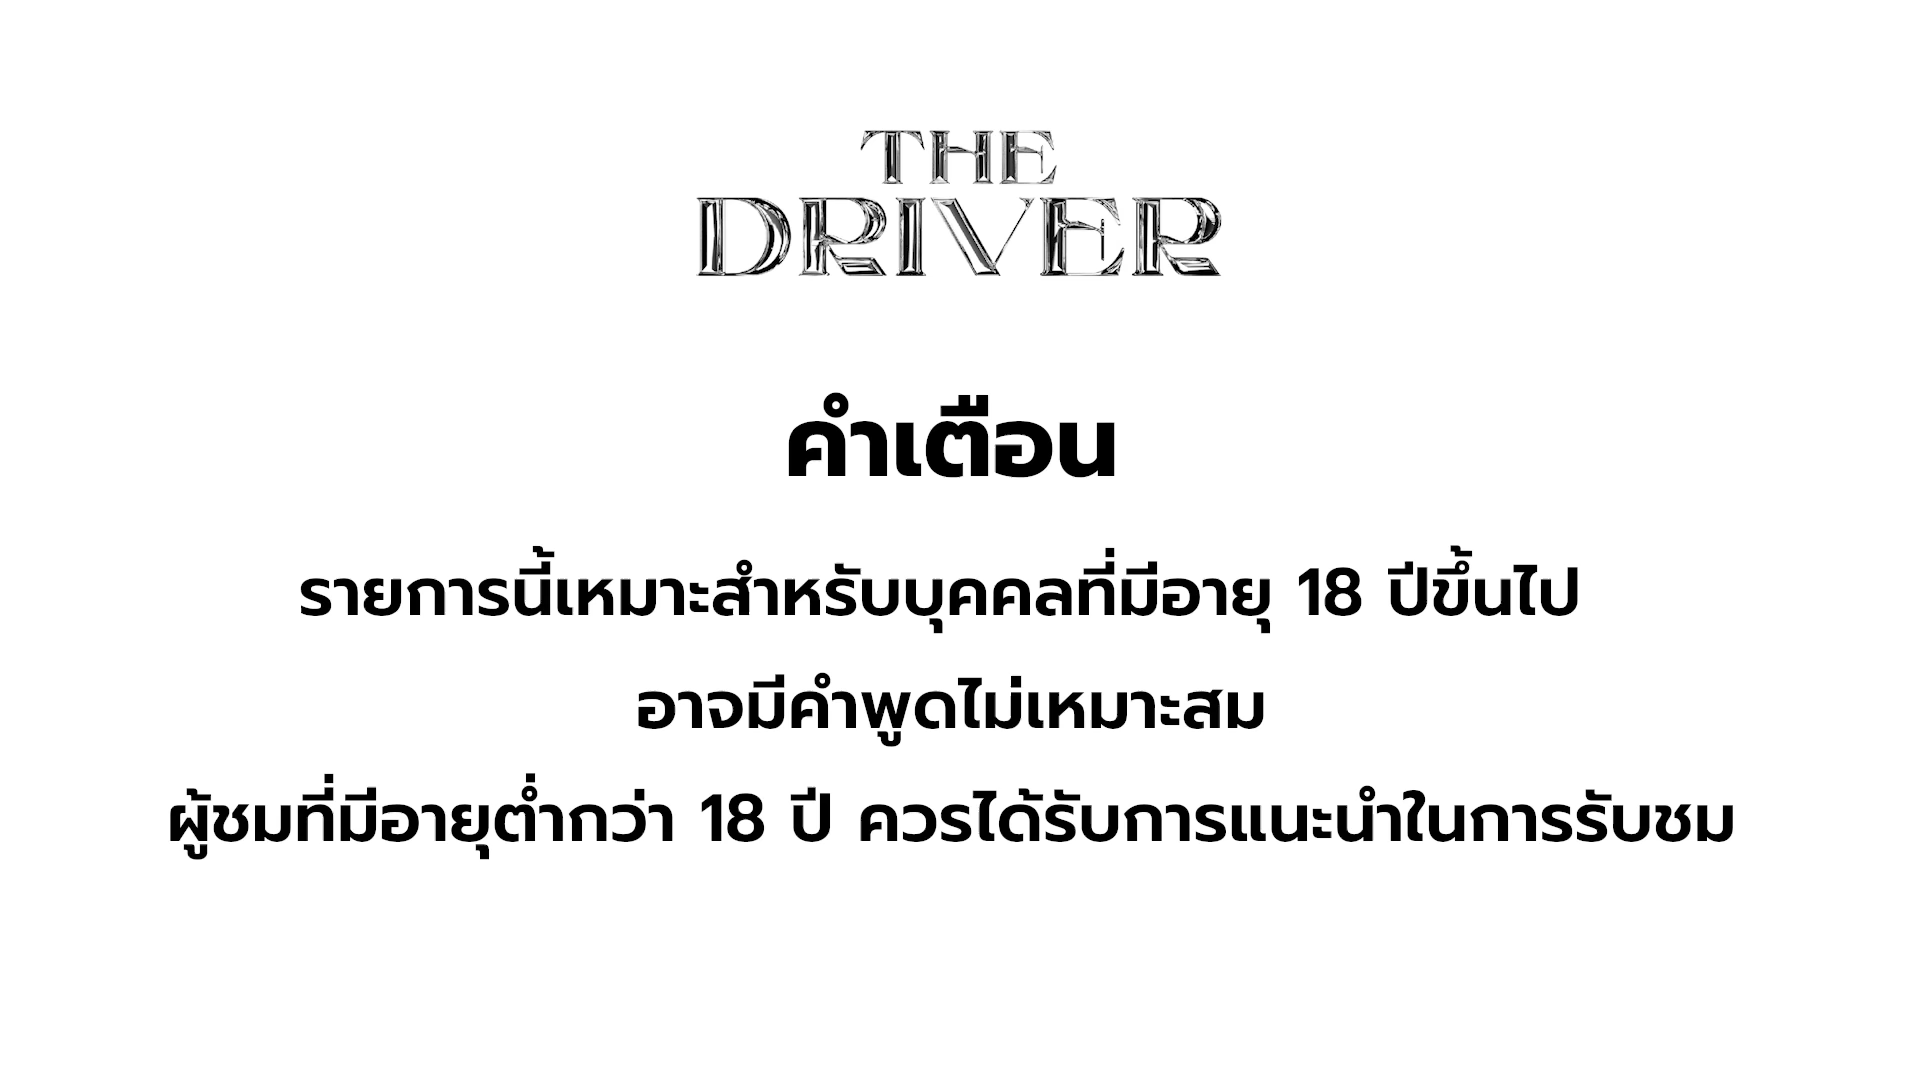 THE
DRIVER
คำเตือน
รายการนี้เหมาะสำหรับบุคคลที่มีอายุ 18 ปีขึ้นไป
อาจมีคำพูดไม่เหมาะสม
ผู้ชมที่มีอายุต่ำกว่า 18 ปี ควรได้รับการแนะนำในการรับชม